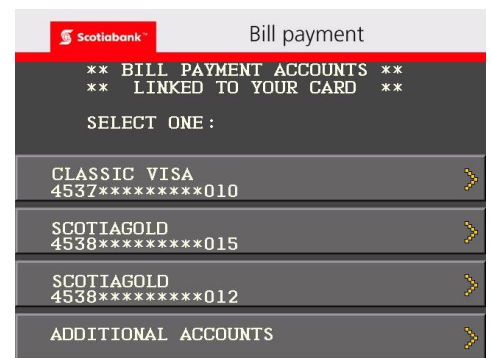 Scotiabank™ Bill payment
** BILL PAYMENT ACCOUNTS **
** LINKED TO YOUR CARD **
SELECT ONE:
CLASSIC VISA
4537*********010
SCOTIAGOLD
4538*********015
SCOTIAGOLD
4538*********012
ADDITIONAL ACCOUNTS